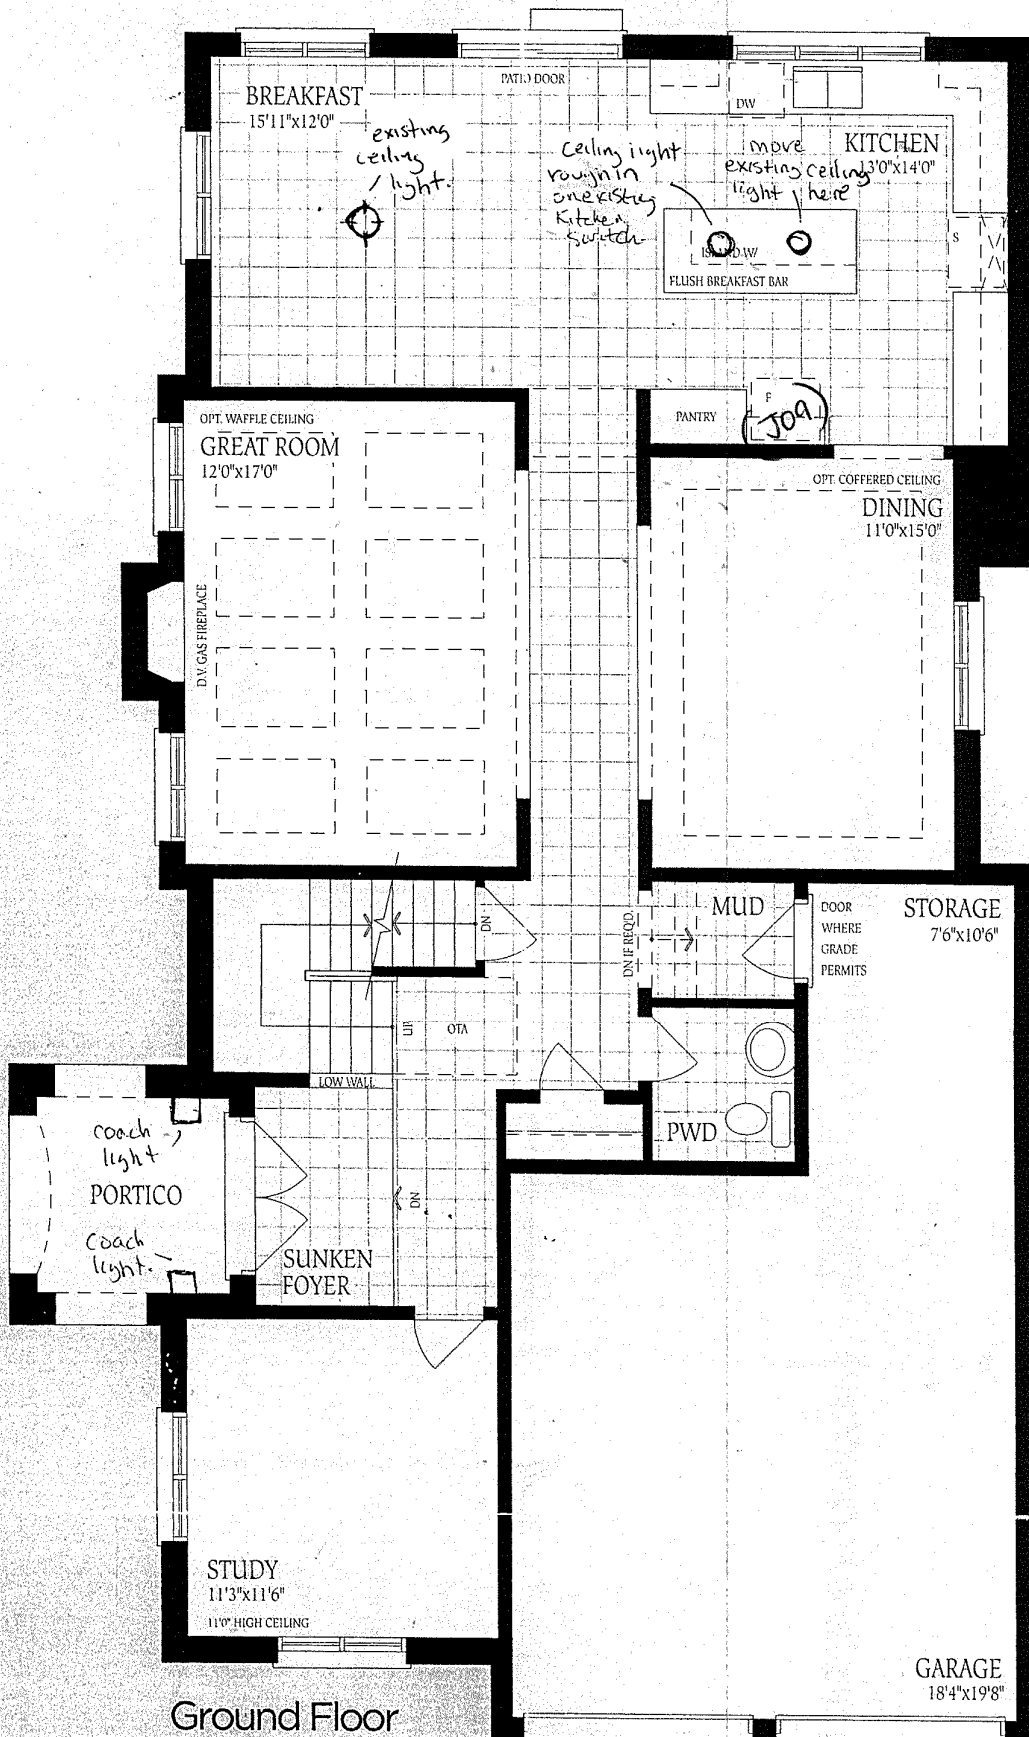 PATIO DOOR
BREAKFAST
15'11"x12'0"
existing
ceiling
light.
DW
KITCHEN
13'0"x14'0"
Ceiling light
rough in
on existing
Kitchen
Switch
move
existing ceiling
light here
S
ISLAND W/
FLUSH BREAKFAST BAR
PANTRY
F
OPT. WAFFLE CEILING
GREAT ROOM
12'0"x17'0"
OPT. COFFERED CEILING
DINING
11'0"x15'0"
D.V. GAS FIREPLACE
DN
DN IF REQD.
MUD
DOOR
WHERE
GRADE
PERMITS
STORAGE
7'6"x10'6"
UP
OTA
LOW WALL
PWD
coach
light
PORTICO
coach
light.
DN
SUNKEN
FOYER
STUDY
11'3"x11'6"
11'0" HIGH CEILING
GARAGE
18'4"x19'8"
Ground Floor